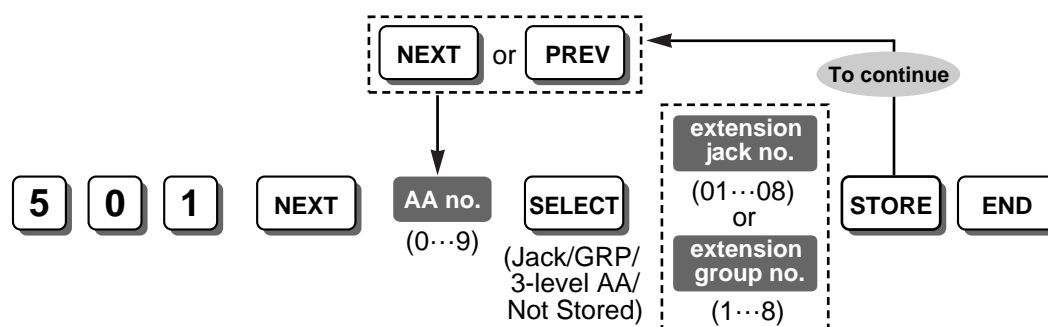 NEXT or PREV
To continue
5 0 1 NEXT AA no. SELECT extension jack no. STORE END
(0···9)
(Jack/GRP/
3-level AA/
Not Stored)
(01···08)
or
extension
group no.
(1···8)